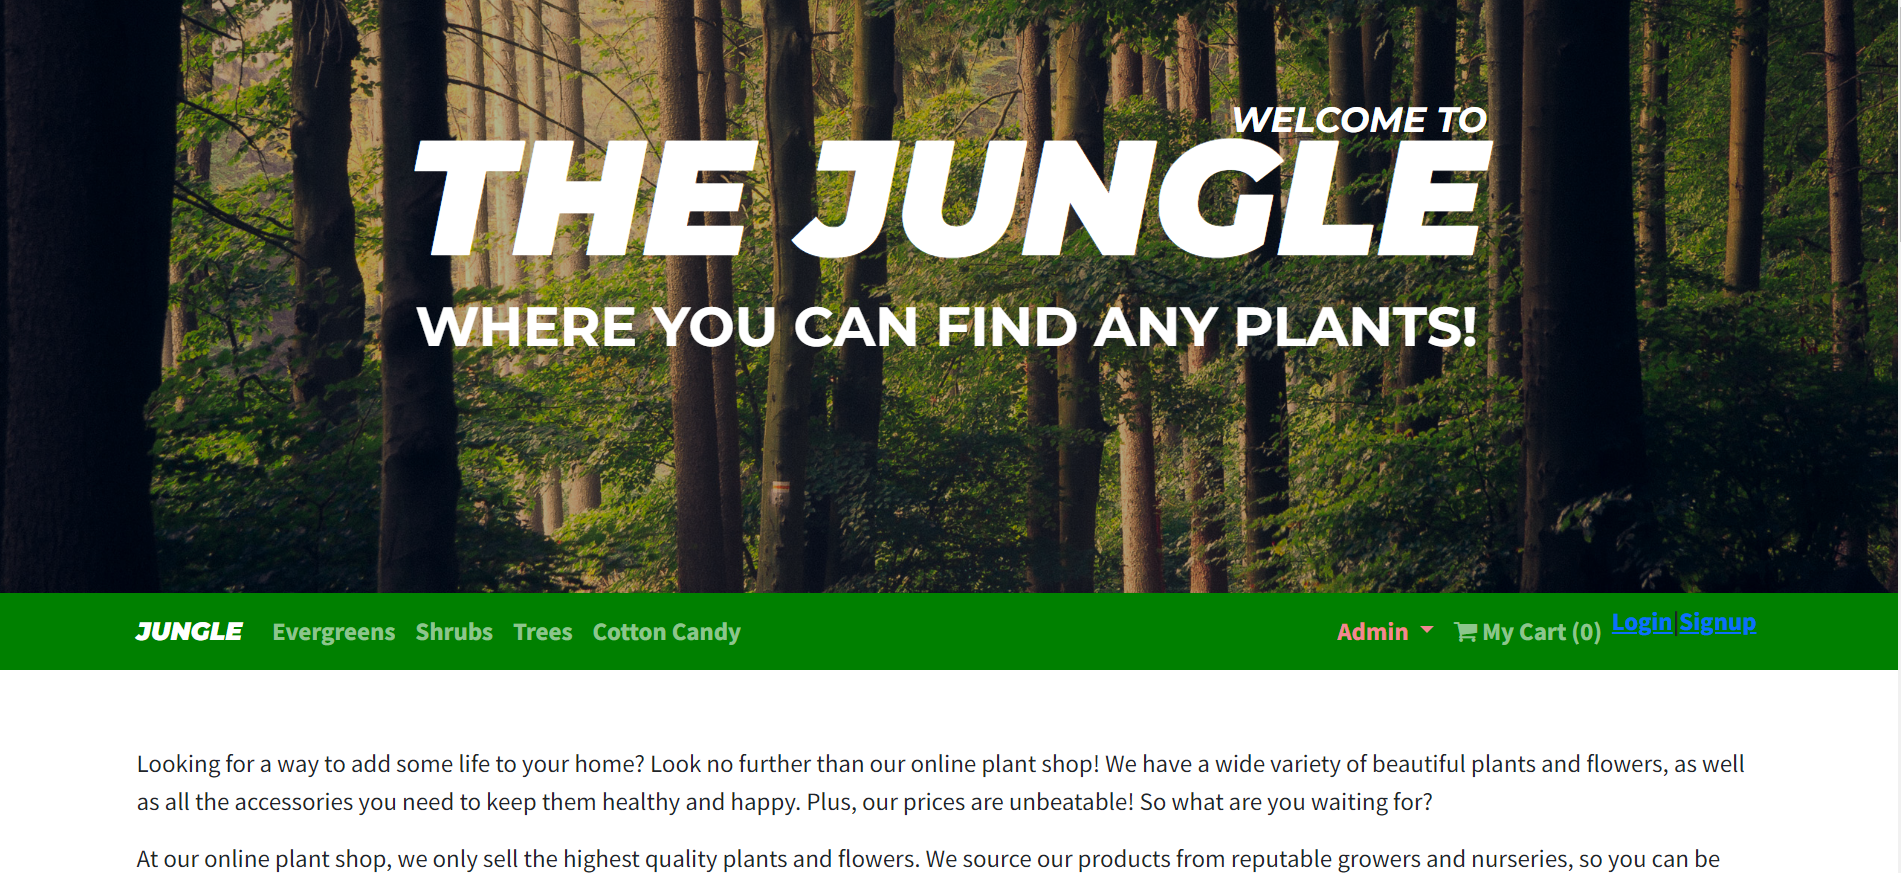 WELCOME TO
THE JUNGLE
WHERE YOU CAN FIND ANY PLANTS!
JUNGLE Evergreens Shrubs Trees Cotton Candy Admin My Cart (0) Login|Signup
Looking for a way to add some life to your home? Look no further than our online plant shop! We have a wide variety of beautiful plants and flowers, as well
as all the accessories you need to keep them healthy and happy. Plus, our prices are unbeatable! So what are you waiting for?
At our online plant shop, we only sell the highest quality plants and flowers. We source our products from reputable growers and nurseries, so you can be